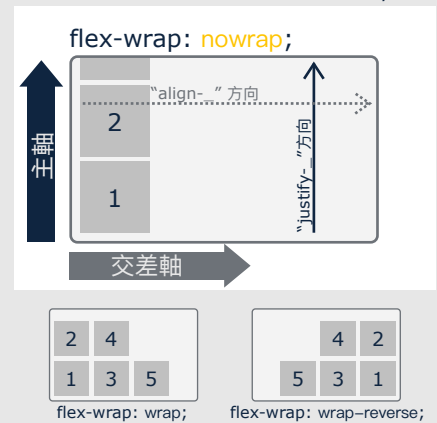 flex-wrap: nowrap;
"align-_" 方向
主軸
2
"justify-_"方向
1
交差軸
2 4
1 3 5
flex-wrap: wrap;
4 2
5 3 1
flex-wrap: wrap-reverse;